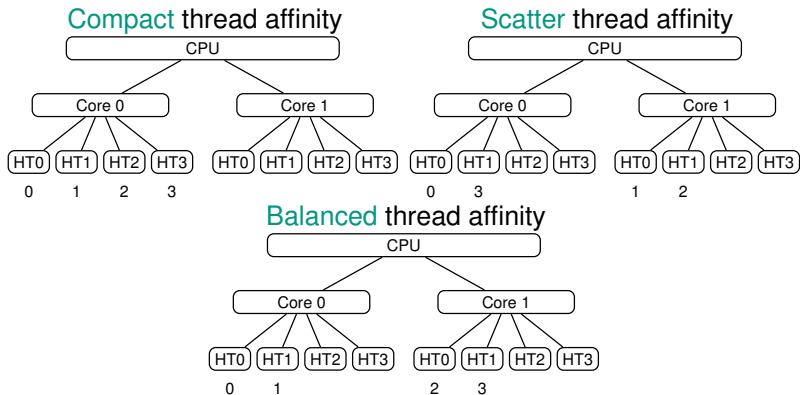 Compact thread affinity
CPU
Core 0 Core 1
HT0 HT1 HT2 HT3 HT0 HT1 HT2 HT3
0 1 2 3
Scatter thread affinity
CPU
Core 0 Core 1
HT0 HT1 HT2 HT3 HT0 HT1 HT2 HT3
0 3 1 2
Balanced thread affinity
CPU
Core 0 Core 1
HT0 HT1 HT2 HT3 HT0 HT1 HT2 HT3
0 1 2 3